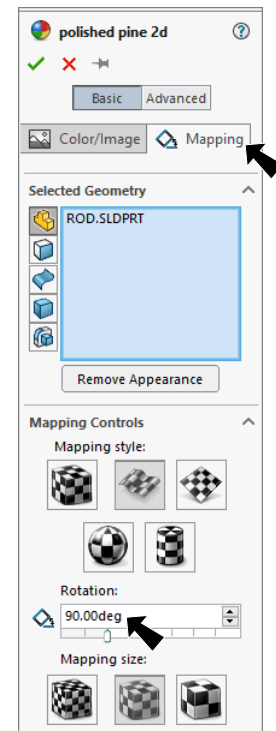 polished pine 2d
Basic Advanced
Color/Image Mapping
Selected Geometry
ROD.SLDPRT
Remove Appearance
Mapping Controls
Mapping style:
Rotation:
90.00deg
Mapping size: